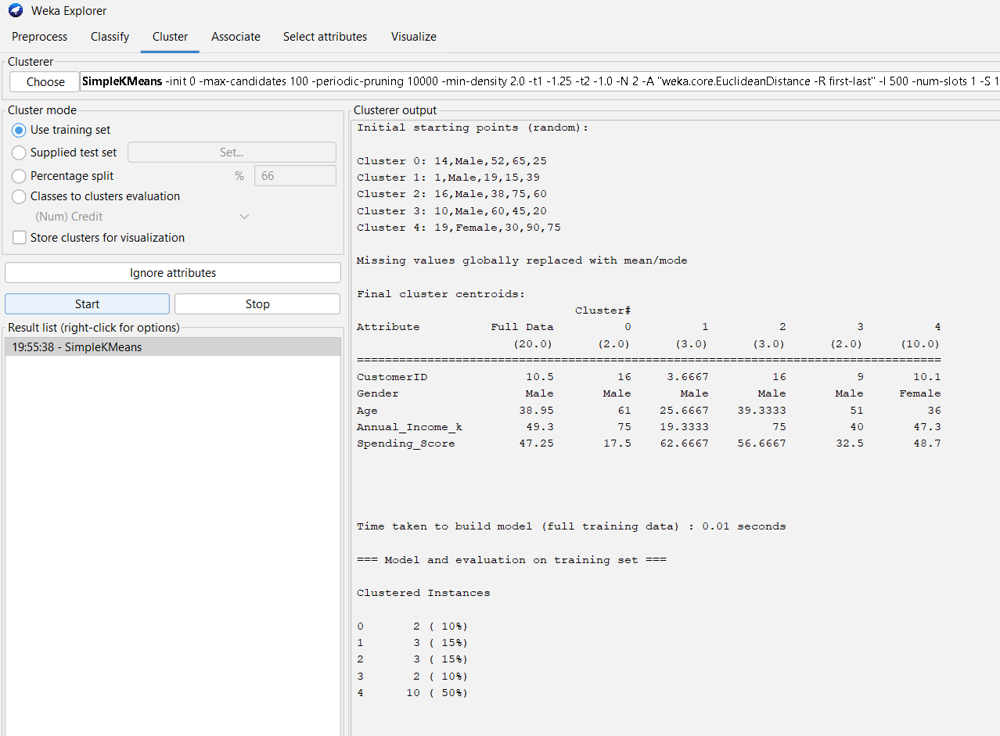 Weka Explorer
Preprocess Classify Cluster Associate Select attributes Visualize
Clusterer
Choose SimpleKMeans -init 0 -max-candidates 100 -periodic-pruning 10000 -min-density 2.0 -t1 -1.25 -t2 -1.0 -N 2 -A "weka.core.EuclideanDistance -R first-last" -I 500 -num-slots 1 -S 1
Cluster mode
Use training set
Supplied test set Set...
Percentage split % 66
Classes to clusters evaluation
(Num) Credit
Store clusters for visualization
Ignore attributes
Start Stop
Result list (right-click for options)
19:55:38 - SimpleKMeans
Clusterer output
Initial starting points (random):
Cluster 0: 14,Male,52,65,25
Cluster 1: 1,Male,19,15,39
Cluster 2: 16,Male,38,75,60
Cluster 3: 10,Male,60,45,20
Cluster 4: 19,Female,30,90,75
Missing values globally replaced with mean/mode
Final cluster centroids:
Cluster#
Attribute Full Data 0 1 2 3 4
(20.0) (2.0) (3.0) (3.0) (2.0) (10.0)
=====================================================================================
CustomerID 10.5 16 3.6667 16 9 10.1
Gender Male Male Male Male Male Female
Age 38.95 61 25.6667 39.3333 51 36
Annual_Income_k 49.3 75 19.3333 75 40 47.3
Spending_Score 47.25 17.5 62.6667 56.6667 32.5 48.7
Time taken to build model (full training data) : 0.01 seconds
=== Model and evaluation on training set ===
Clustered Instances
0 2 ( 10%)
1 3 ( 15%)
2 3 ( 15%)
3 2 ( 10%)
4 10 ( 50%)